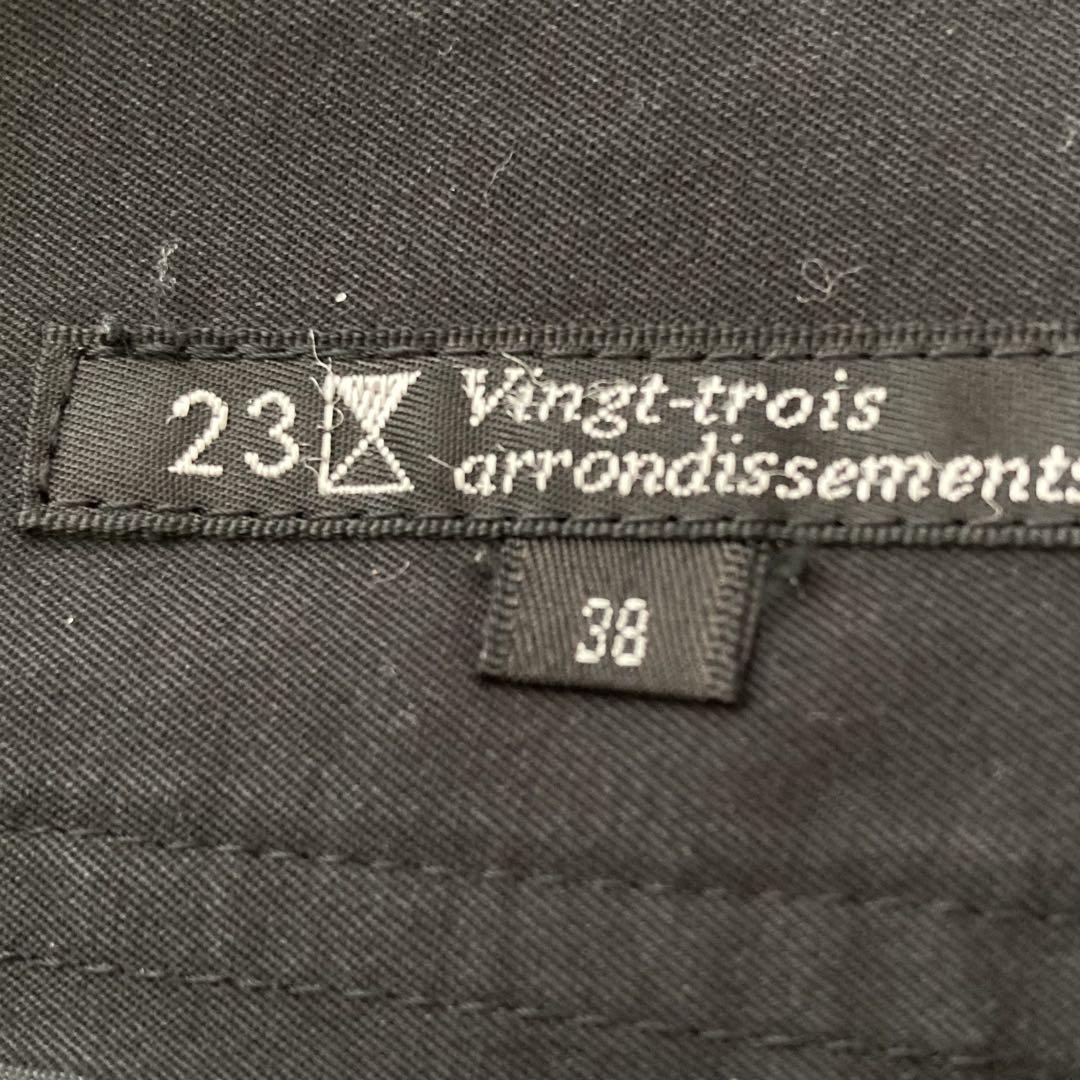 23 Vingt-trois
arrondissements
38